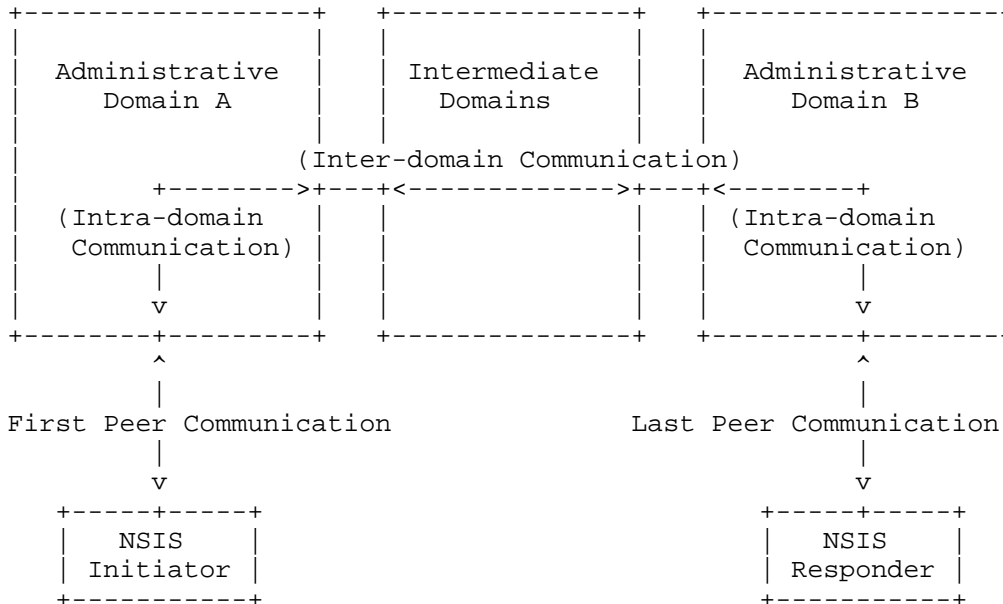 Administrative Intermediate Administrative
Domain A Domains Domain B
(Inter-domain Communication)
(Intra-domain (Intra-domain
Communication) Communication)
First Peer Communication Last Peer Communication
NSIS NSIS
Initiator Responder